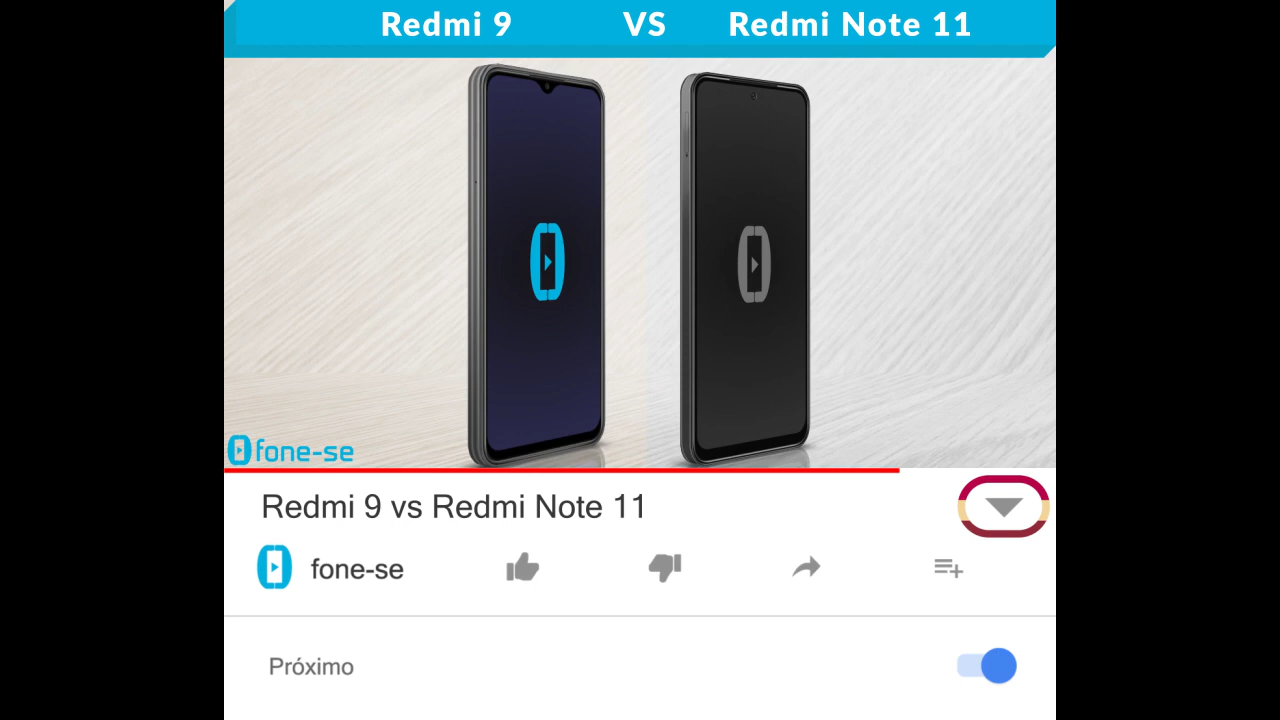 Redmi 9 VS Redmi Note 11
fone-se
Redmi 9 vs Redmi Note 11
fone-se
Próximo